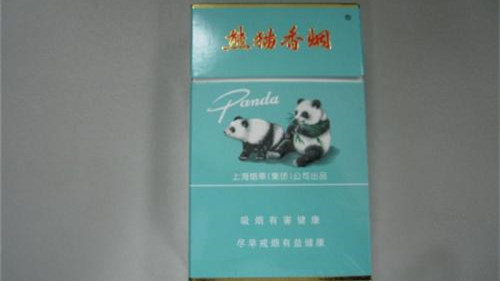 熊猫香烟
Panda
上海烟草(集团)公司出品
吸烟有害健康
尽早戒烟有益健康